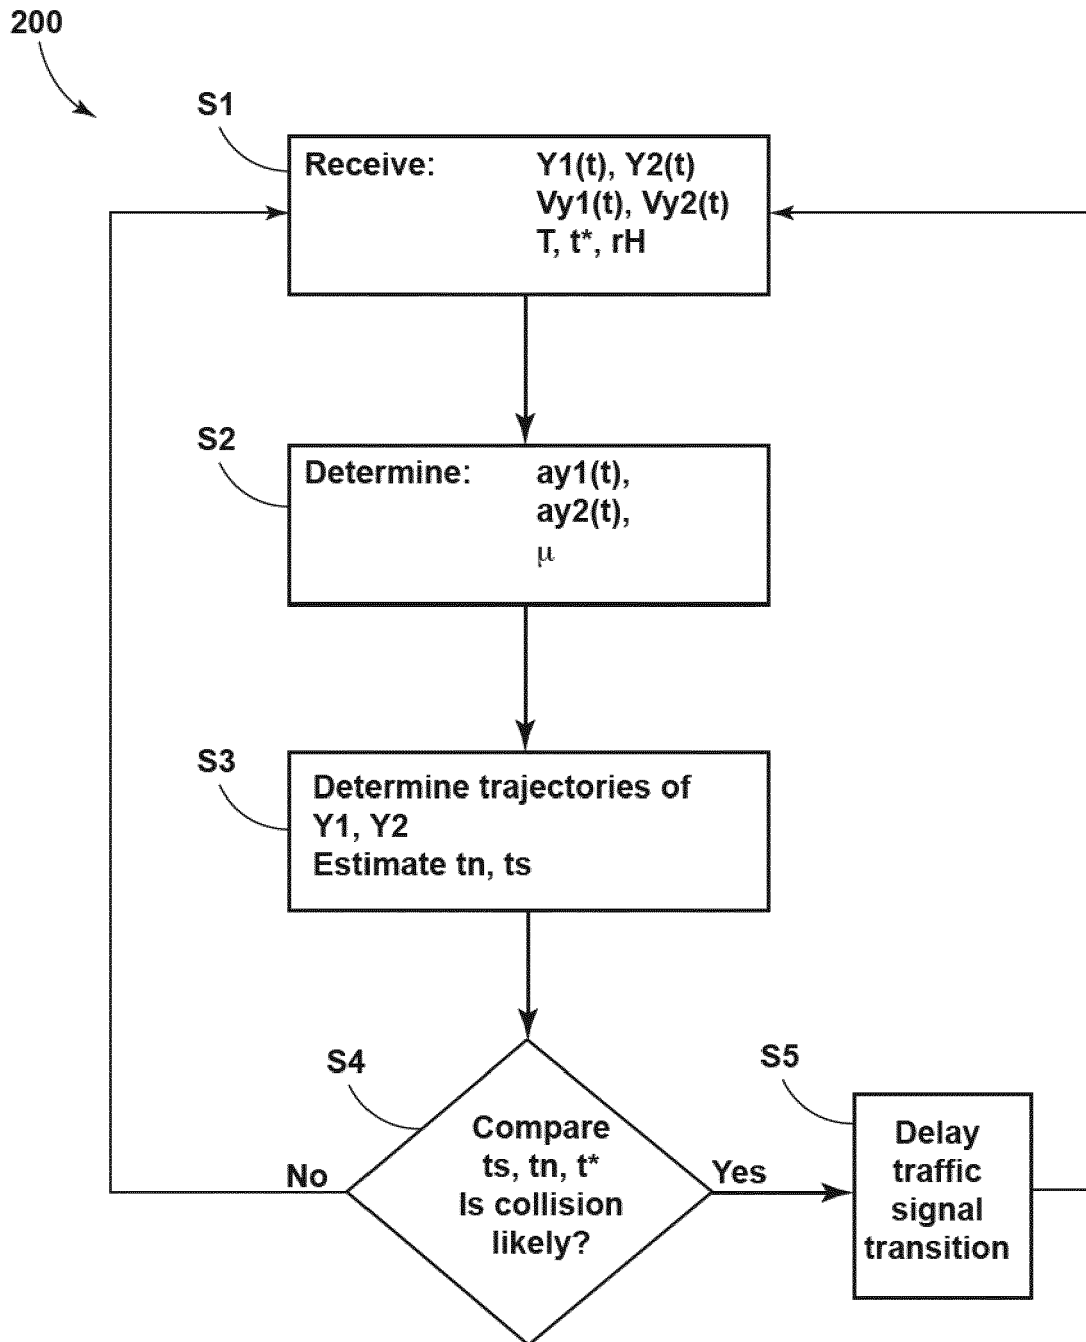 200
S1
Receive: Y1(t), Y2(t)
Vy1(t), Vy2(t)
T, t*, rH
S2
Determine: ay1(t),
ay2(t),
μ
S3
Determine trajectories of
Y1, Y2
Estimate tn, ts
S4
Compare
ts, tn, t*
Is collision
likely?
No
Yes
S5
Delay
traffic
signal
transition